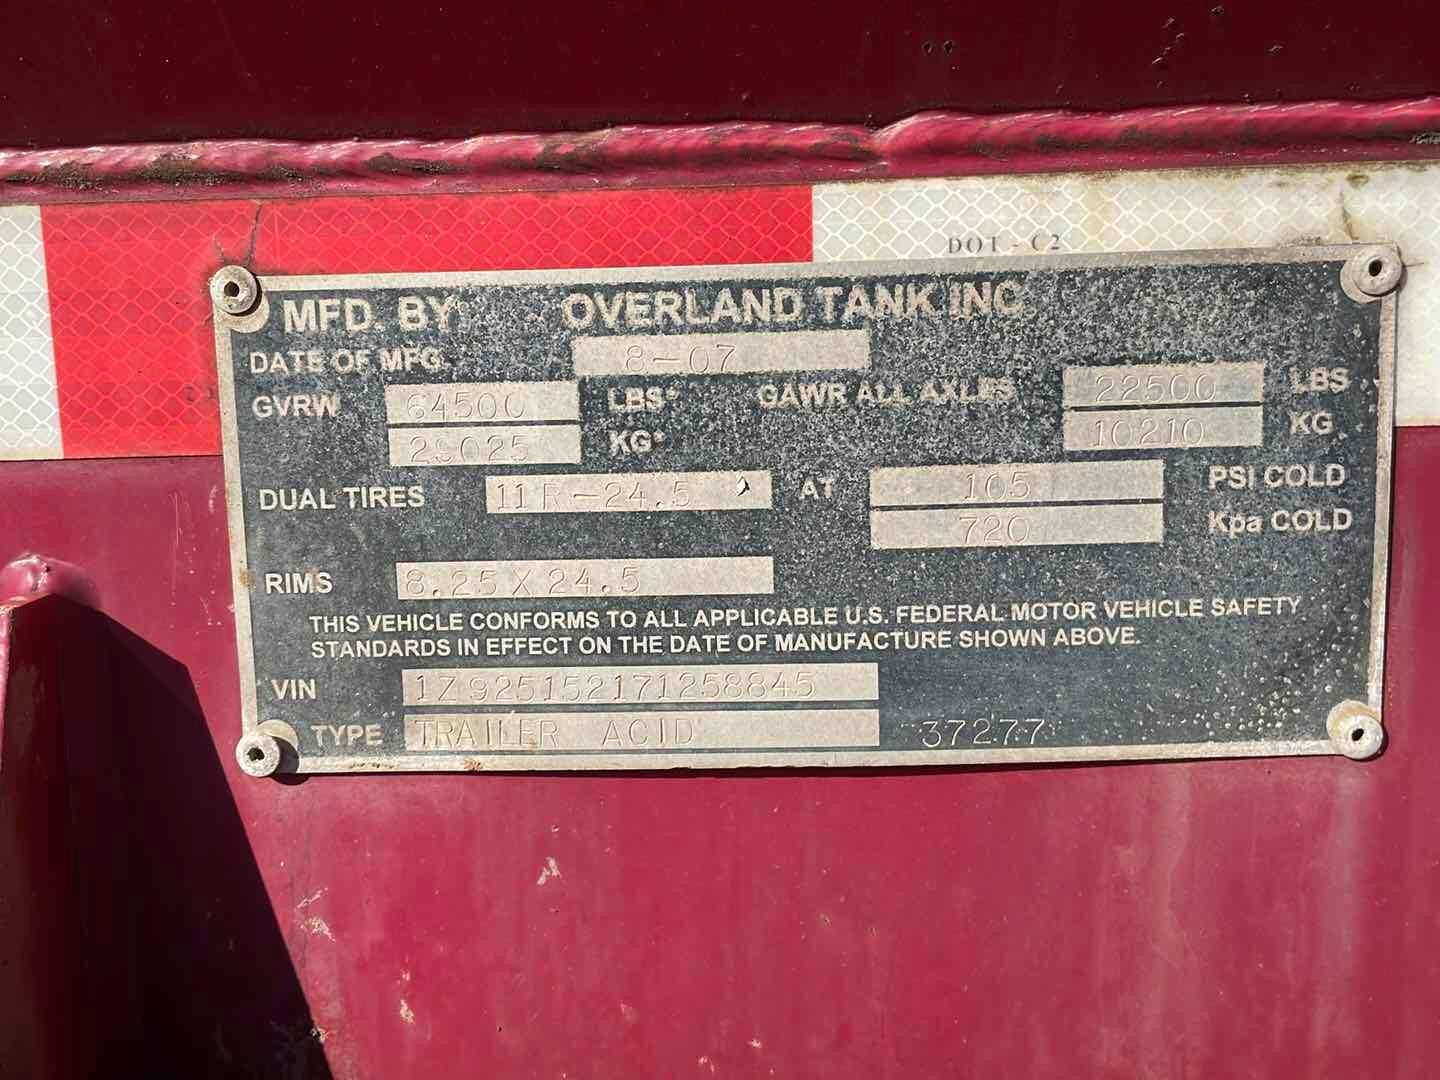 DOT-C2
MFD. BY OVERLAND TANK INC
DATE OF MFG. 8-07
GVRW 64500 LBS* GAWR ALL AXLES 22500 LBS
29025 KG* 10210 KG
DUAL TIRES 11R-24.5 AT 105 PSI COLD
720 Kpa COLD
RIMS 8.25X24.5
THIS VEHICLE CONFORMS TO ALL APPLICABLE U.S. FEDERAL MOTOR VEHICLE SAFETY
STANDARDS IN EFFECT ON THE DATE OF MANUFACTURE SHOWN ABOVE.
VIN 1Z925152171258845
TYPE TRAILER ACID 37277